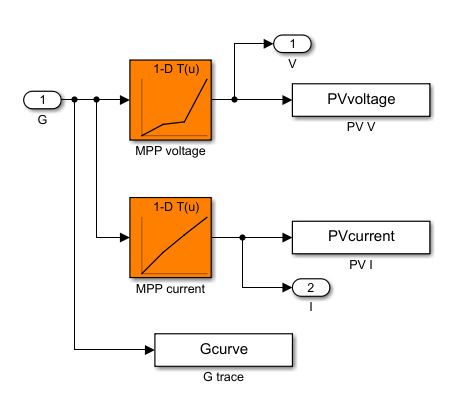 1
V
1-D T(u)
1
G
PVvoltage
MPP voltage
PV V
1-D T(u)
PVcurrent
MPP current
PV I
2
I
Gcurve
G trace